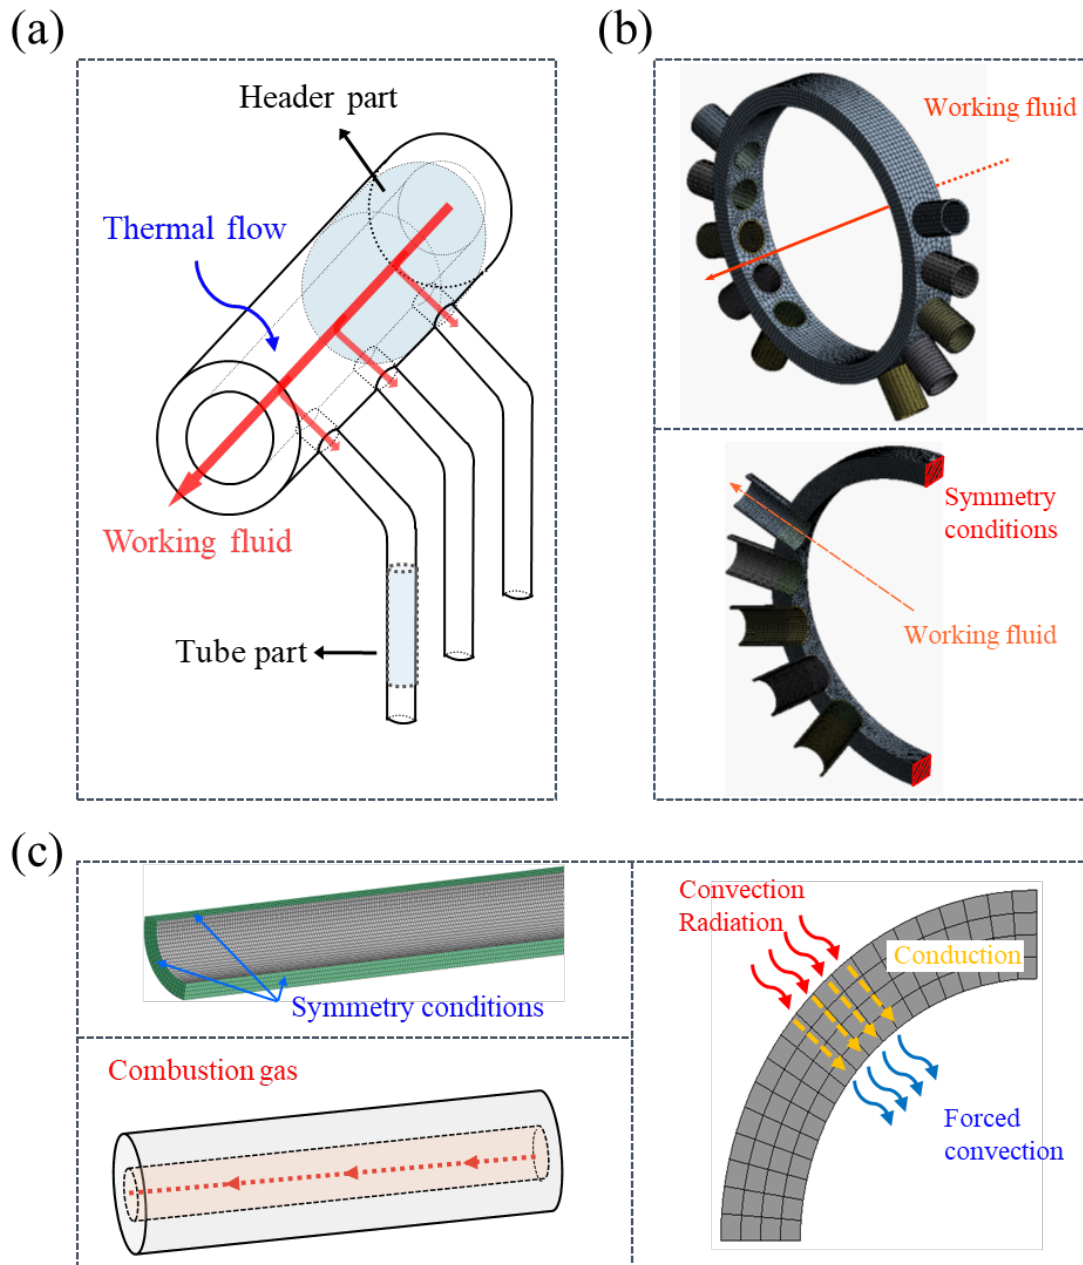 (a)
Header part
Thermal flow
Working fluid
Tube part
(b)
Working fluid
Symmetry
conditions
Working fluid
(c)
Symmetry conditions
Combustion gas
Convection
Radiation
Conduction
Forced
convection